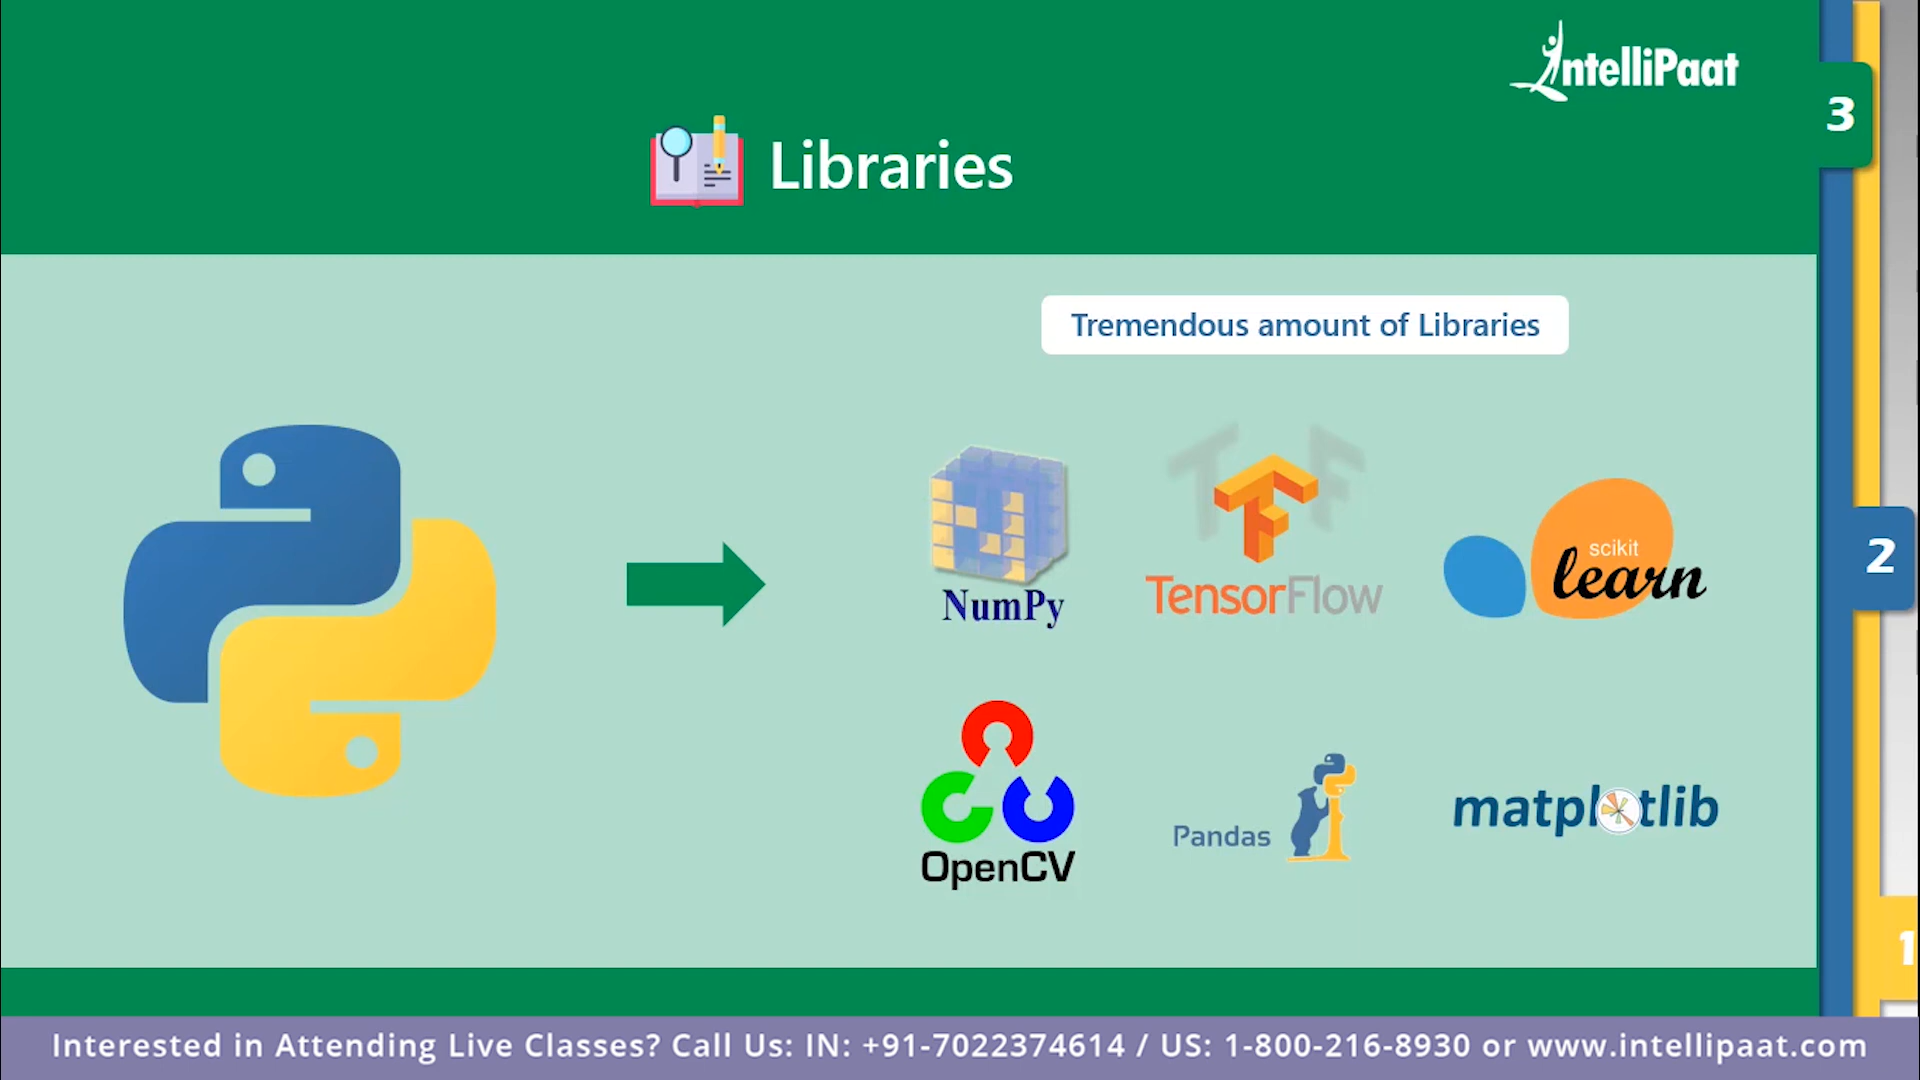 IntelliPaat
3
Libraries
Tremendous amount of Libraries
NumPy
TensorFlow
scikit
learn
2
OpenCV
Pandas
matplotlib
1
Interested in Attending Live Classes? Call Us: IN: +91-7022374614 / US: 1-800-216-8930 or www.intellipaat.com